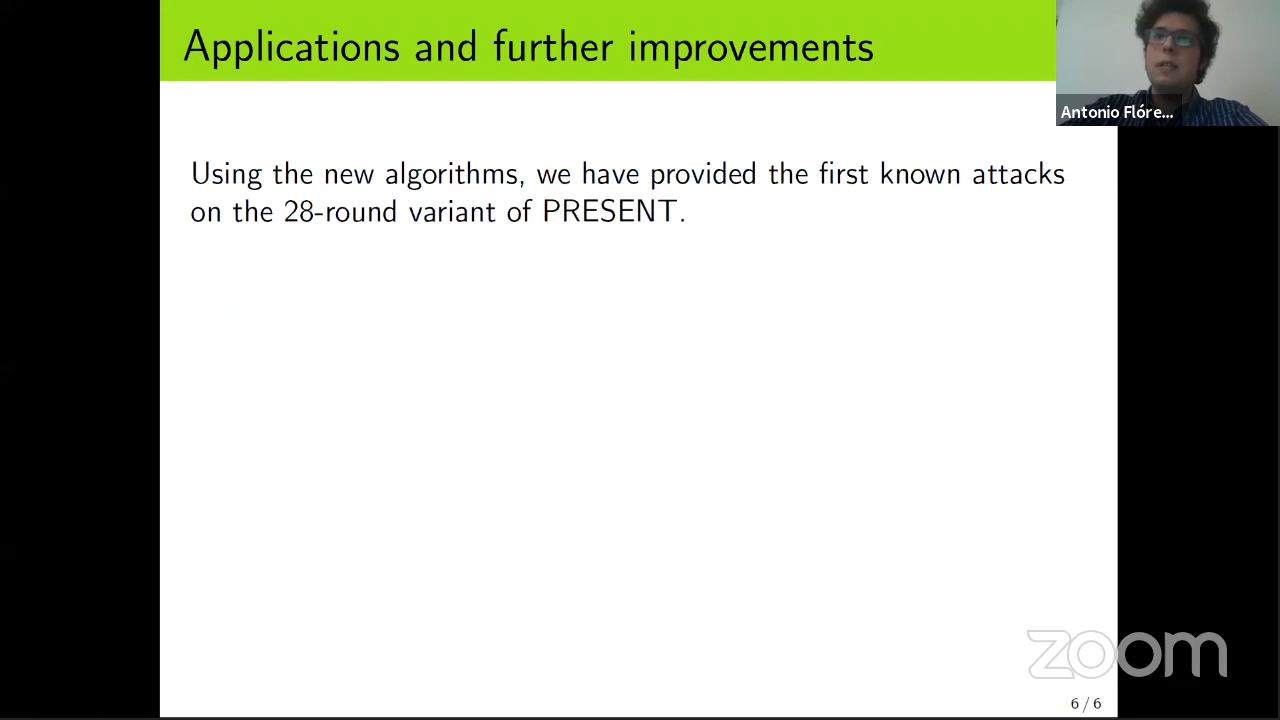 Applications and further improvements
Antonio Flóre...
Using the new algorithms, we have provided the first known attacks
on the 28-round variant of PRESENT.
zoom
6 / 6